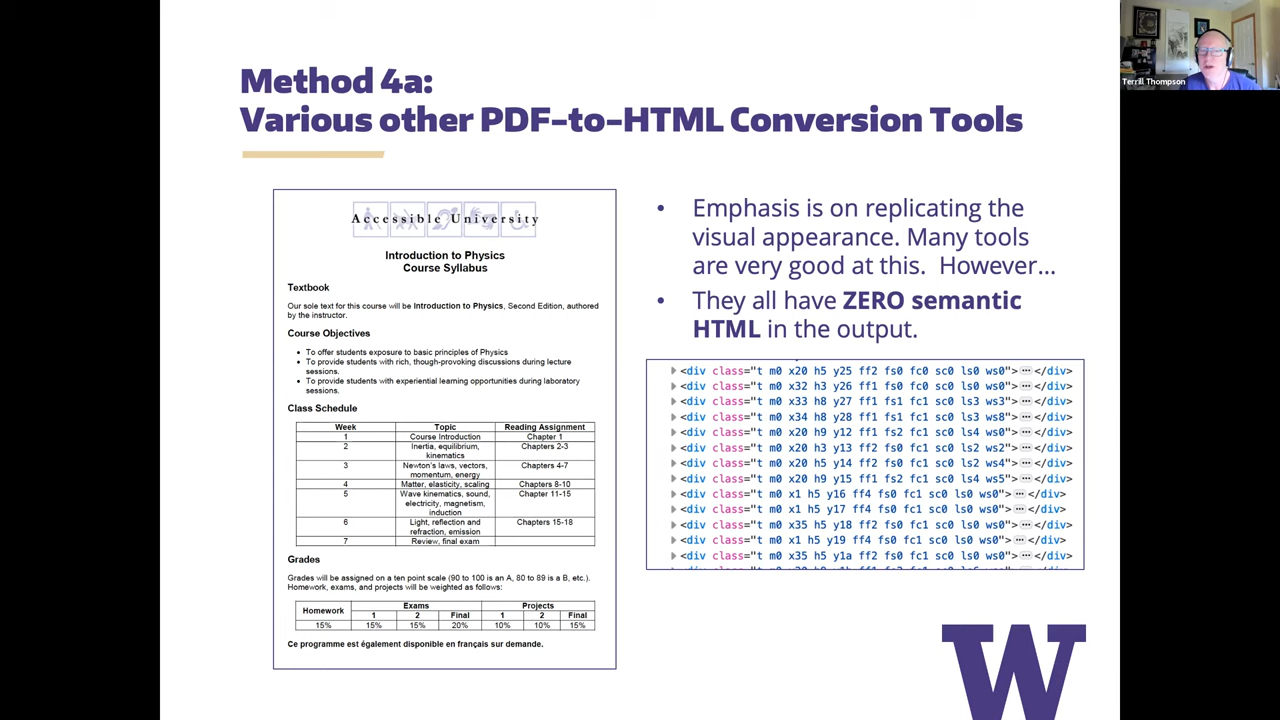 Method 4a:
Various other PDF-to-HTML Conversion Tools
Accessible University
Introduction to Physics
Course Syllabus
Textbook
Our sole text for this course will be Introduction to Physics, Second Edition, authored
by the instructor.
Course Objectives
• To offer students exposure to basic principles of Physics
• To provide students with rich, though-provoking discussions during lecture
sessions.
• To provide students with experiential learning opportunities during laboratory
sessions.
Class Schedule
Week Topic Reading Assignment
1 Course Introduction Chapter 1
2 Inertia, equilibrium, Chapters 2-3
kinematics
3 Newton's laws, vectors, Chapters 4-7
momentum, energy
4 Matter, elasticity, scaling Chapters 8-10
5 Wave kinematics, sound, Chapter 11-15
electricity, magnetism,
induction
6 Light, reflection and Chapters 15-18
refraction, emission
7 Review, final exam
Grades
Grades will be assigned on a ten point scale (90 to 100 is an A, 80 to 89 is a B, etc.).
Homework, exams, and projects will be weighted as follows:
Homework Exams Projects
1 2 Final 1 2 Final
15% 15% 15% 20% 10% 10% 15%
Ce programme est également disponible en français sur demande.
• Emphasis is on replicating the
visual appearance. Many tools
are very good at this. However...
• They all have ZERO semantic
HTML in the output.
<div class="t m0 x20 h5 y25 ff2 fs0 fc0 sc0 ls0 ws0">⋯</div>
<div class="t m0 x32 h3 y26 ff1 fs0 fc1 sc0 ls0 ws0">⋯</div>
<div class="t m0 x33 h8 y27 ff1 fs1 fc1 sc0 ls3 ws3">⋯</div>
<div class="t m0 x34 h8 y28 ff1 fs1 fc1 sc0 ls3 ws8">⋯</div>
<div class="t m0 x20 h9 y12 ff1 fs2 fc1 sc0 ls4 ws0">⋯</div>
<div class="t m0 x20 h3 y13 ff2 fs0 fc1 sc0 ls2 ws2">⋯</div>
<div class="t m0 x20 h5 y14 ff2 fs0 fc1 sc0 ls2 ws4">⋯</div>
<div class="t m0 x20 h9 y15 ff1 fs2 fc1 sc0 ls4 ws5">⋯</div>
<div class="t m0 x1 h5 y16 ff4 fs0 fc1 sc0 ls0 ws0">⋯</div>
<div class="t m0 x1 h5 y17 ff4 fs0 fc1 sc0 ls0 ws0">⋯</div>
<div class="t m0 x35 h5 y18 ff2 fs0 fc1 sc0 ls0 ws0">⋯</div>
<div class="t m0 x1 h5 y19 ff4 fs0 fc1 sc0 ls0 ws0">⋯</div>
<div class="t m0 x35 h5 y1a ff2 fs0 fc1 sc0 ls0 ws0">⋯</div>
W
Terrill Thompson